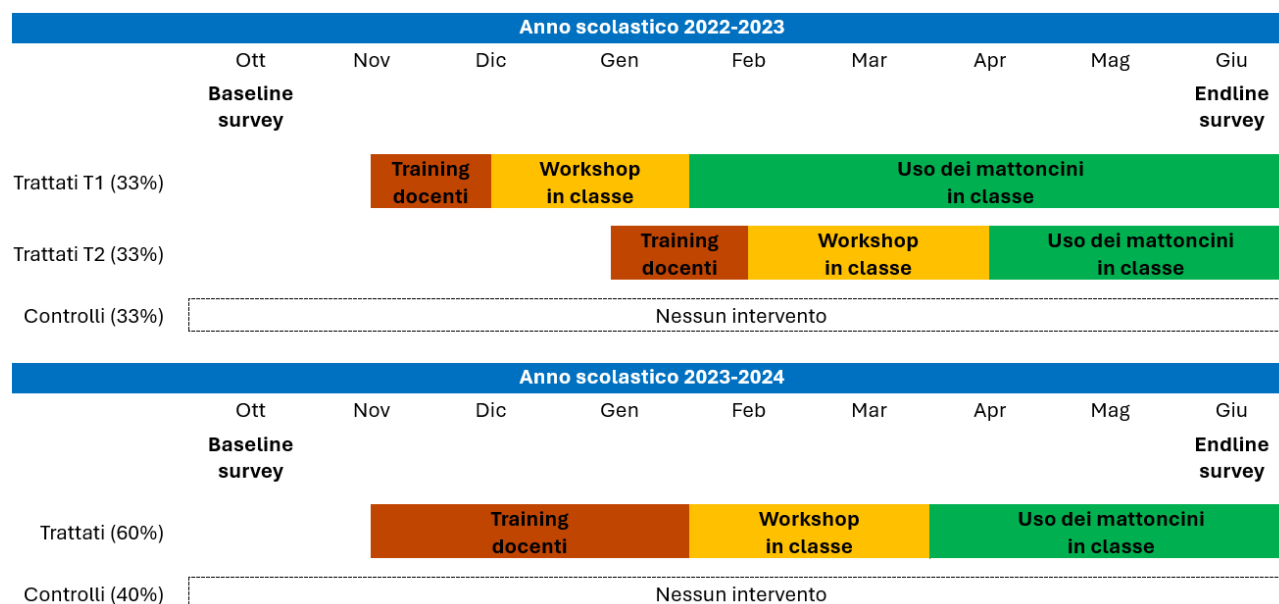 Anno scolastico 2022-2023
Ott Nov Dic Gen Feb Mar Apr Mag Giu
Baseline survey
Endline survey
Trattati T1 (33%)
Training docenti
Workshop in classe
Uso dei mattoncini in classe
Trattati T2 (33%)
Training docenti
Workshop in classe
Uso dei mattoncini in classe
Controlli (33%)
Nessun intervento
Anno scolastico 2023-2024
Ott Nov Dic Gen Feb Mar Apr Mag Giu
Baseline survey
Endline survey
Trattati (60%)
Training docenti
Workshop in classe
Uso dei mattoncini in classe
Controlli (40%)
Nessun intervento